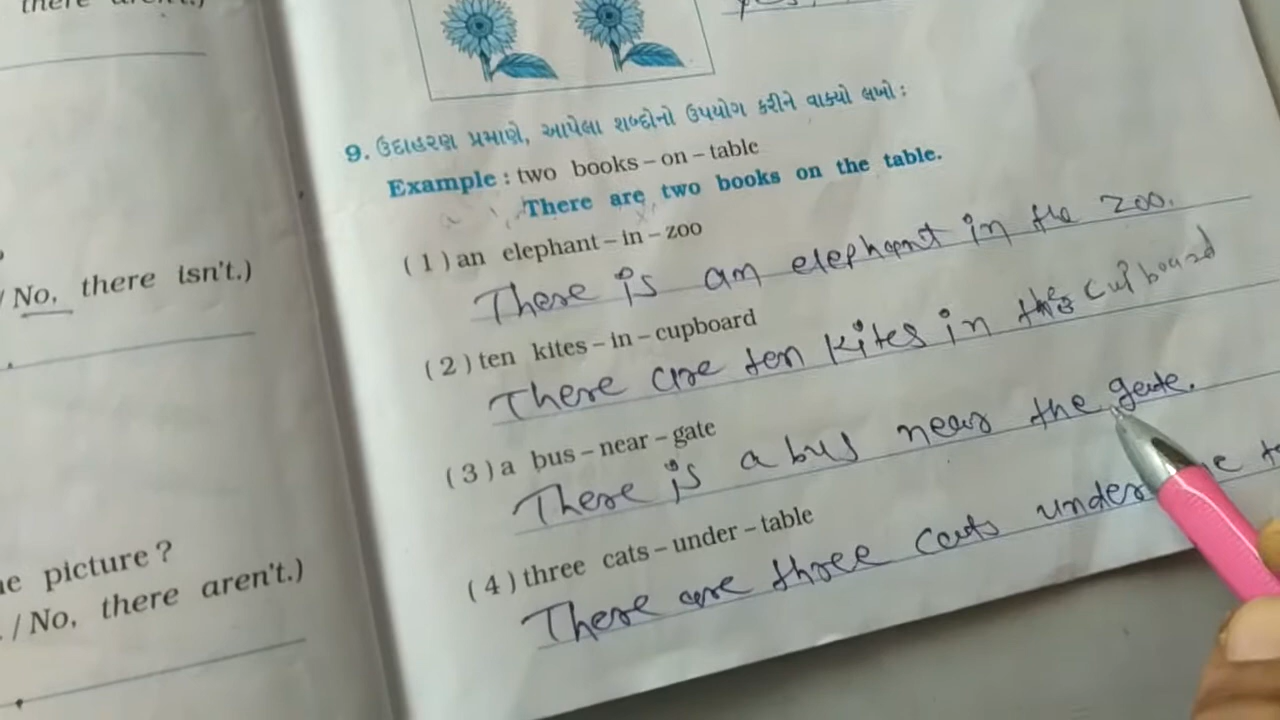 No, there isn't.)
picture ?
/ No, there aren't.)
9. ઉદાહરણ પ્રમાણે, આપેલા શબ્દોનો ઉપયોગ કરીને વાક્યો લખો :
Example : two books – on – table
There are two books on the table.
( 1 ) an elephant – in – zoo
There is an elephant in the zoo.
( 2 ) ten kites – in – cupboard
There are ten kites in the cupboard
( 3 ) a bus – near – gate
There is a bus near the gate.
( 4 ) three cats – under – table
There are three cats under